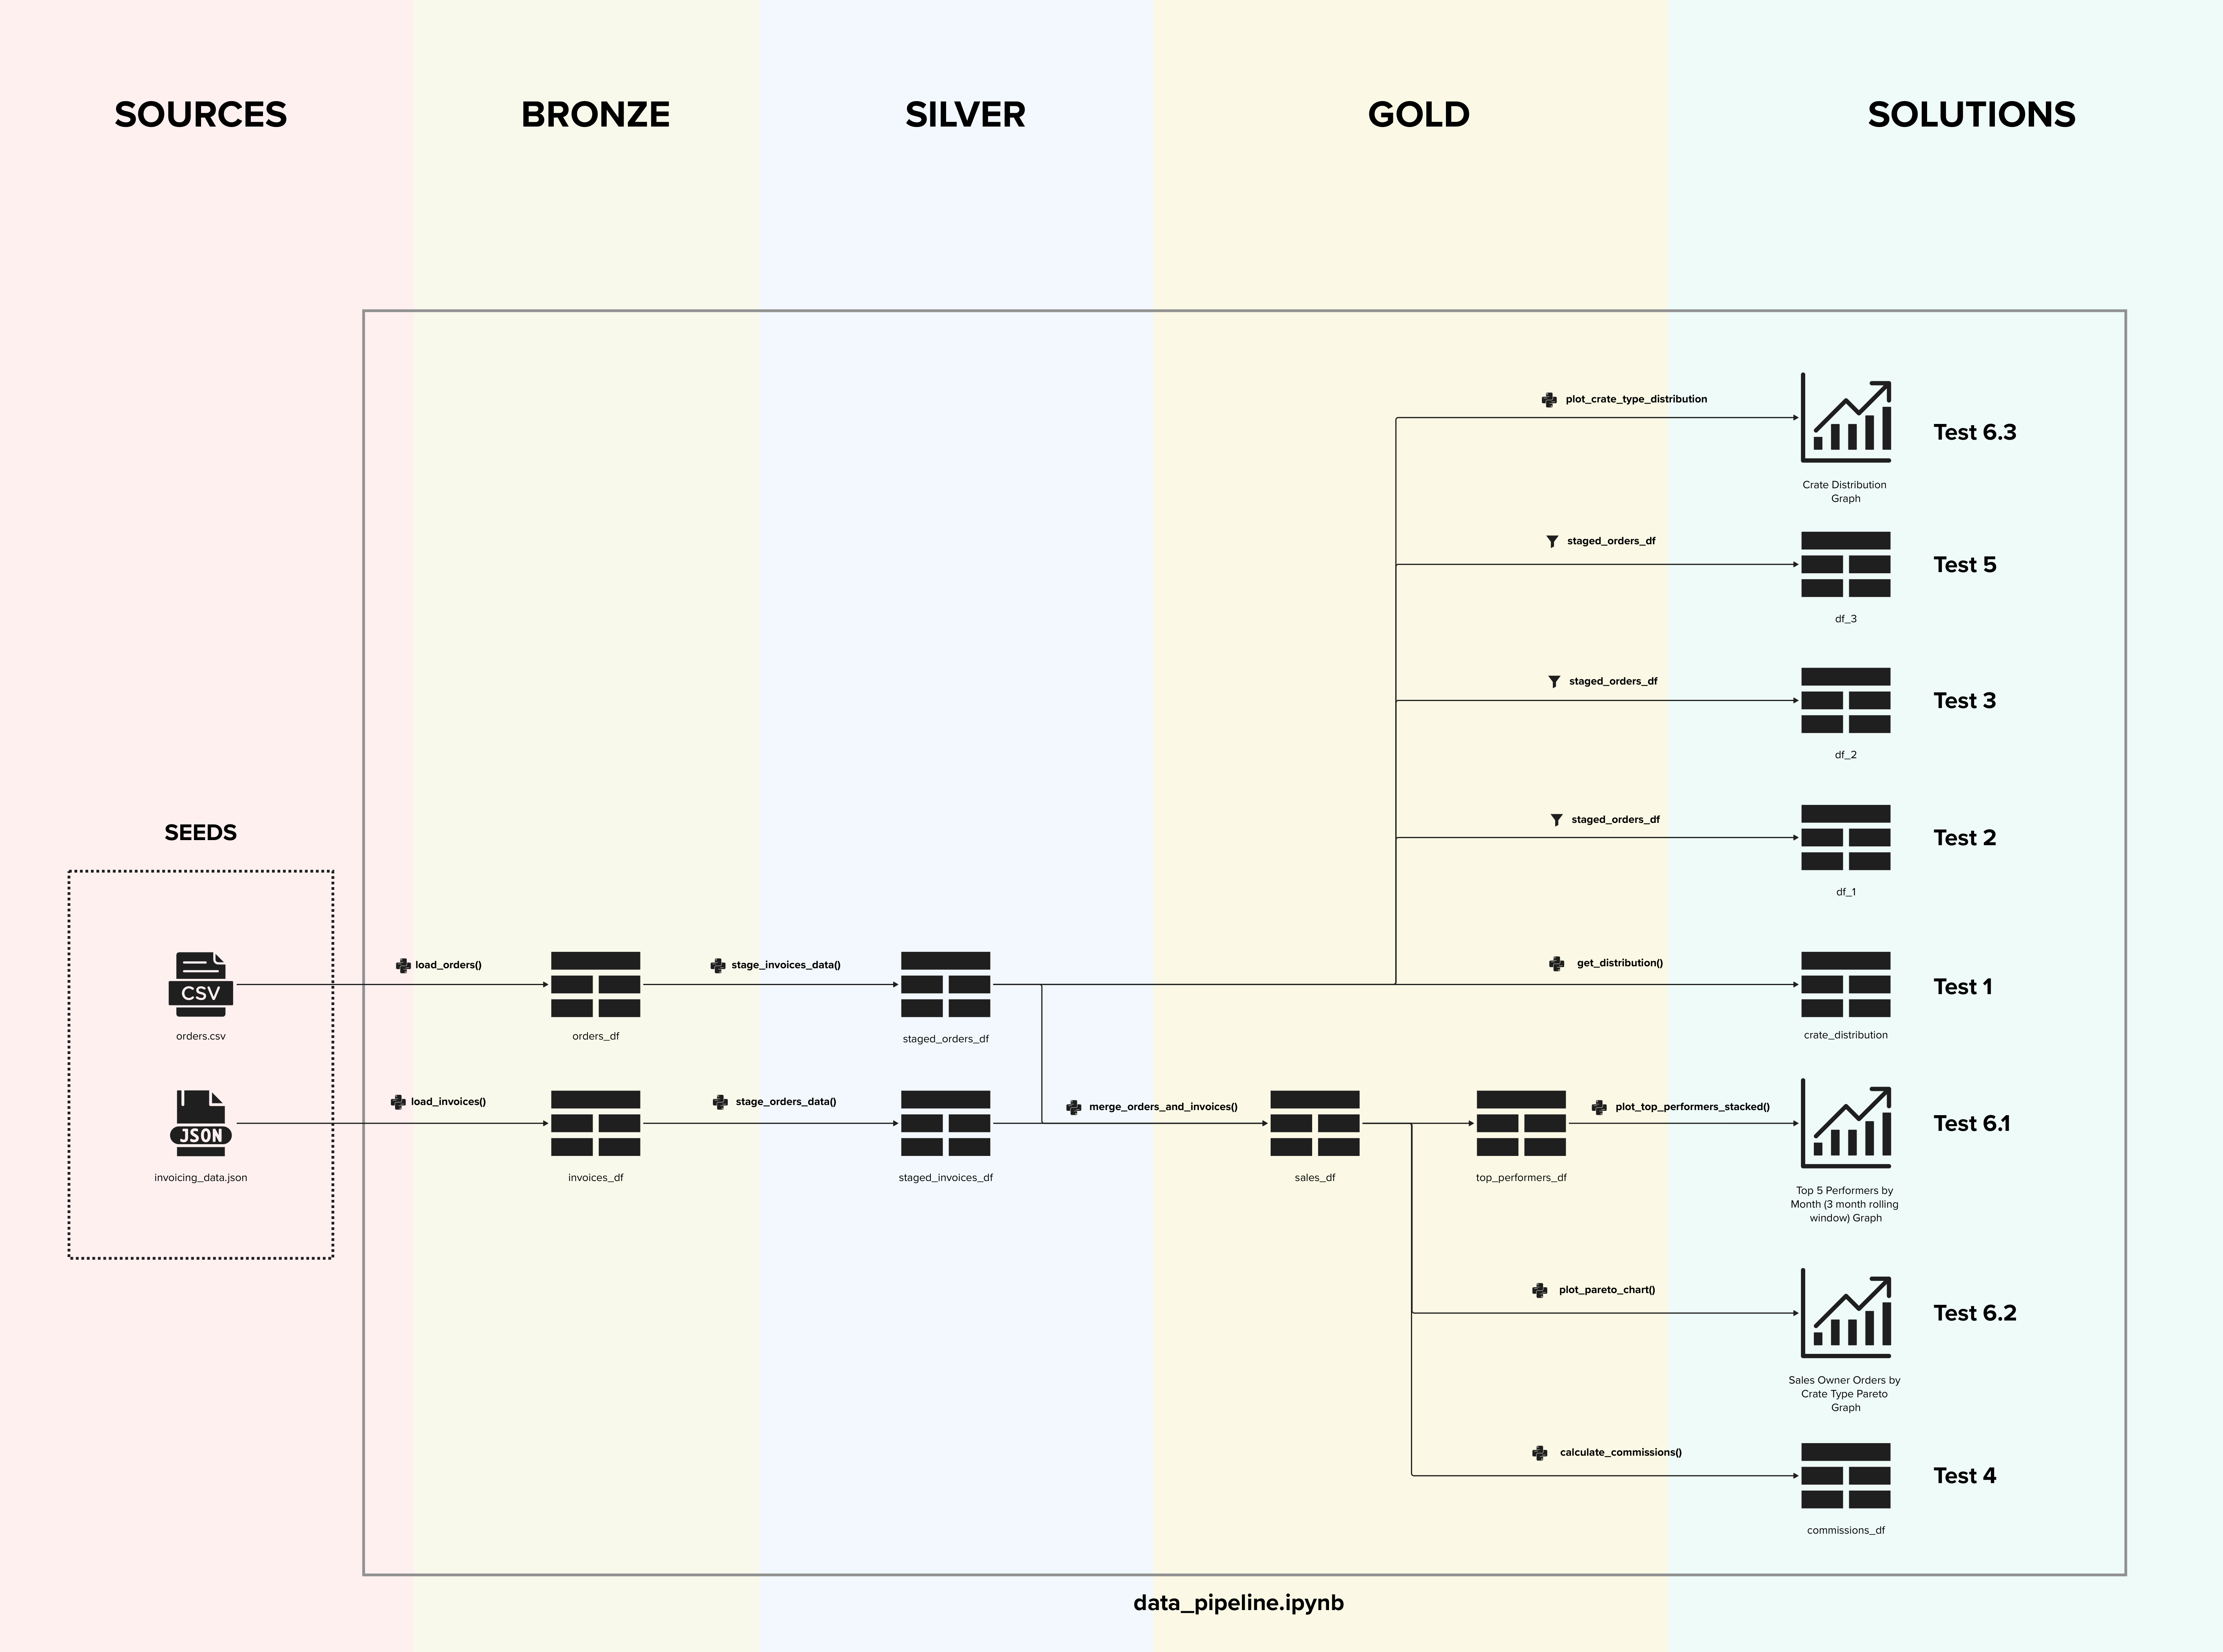 SOURCES
BRONZE
SILVER
GOLD
SOLUTIONS
plot_crate_type_distribution
Test 6.3
Crate Distribution
Graph
staged_orders_df
Test 5
df_3
staged_orders_df
Test 3
df_2
staged_orders_df
Test 2
df_1
SEEDS
CSV
orders.csv
load_orders()
orders_df
stage_invoices_data()
staged_orders_df
get_distribution()
Test 1
crate_distribution
JSON
invoicing_data.json
load_invoices()
invoices_df
stage_orders_data()
staged_invoices_df
merge_orders_and_invoices()
sales_df
top_performers_df
plot_top_performers_stacked()
Test 6.1
Top 5 Performers by
Month (3 month rolling
window) Graph
plot_pareto_chart()
Test 6.2
Sales Owner Orders by
Crate Type Pareto
Graph
calculate_commissions()
Test 4
commissions_df
data_pipeline.ipynb